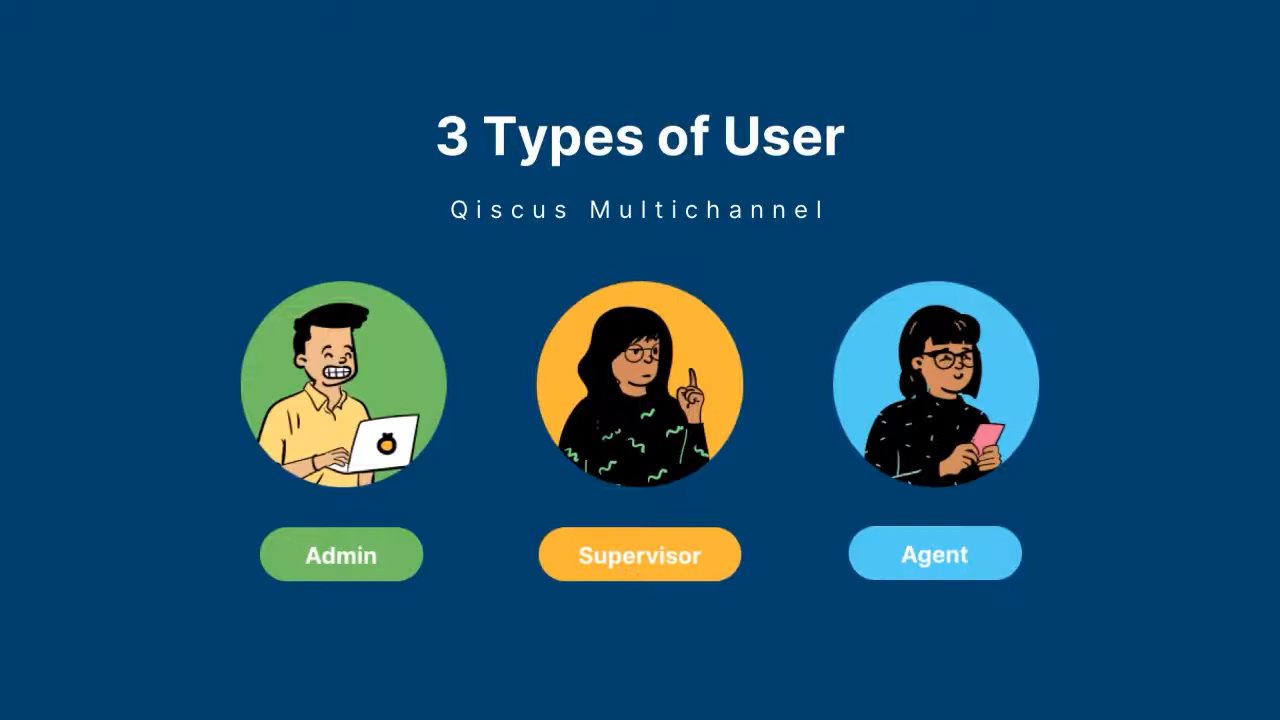 3 Types of User
Qiscus Multichannel
Admin
Supervisor
Agent